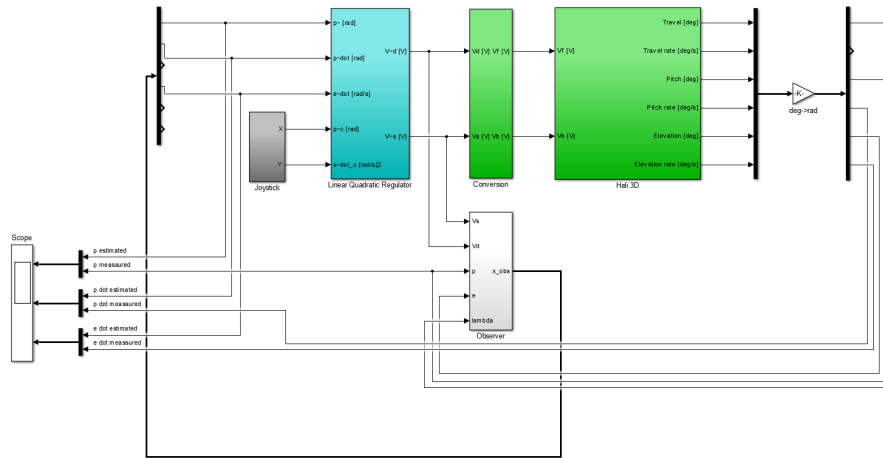 p~ [rad]
p~dot [rad]
e~dot [rad/s]
p~c [rad]
e~dot_c [rad/s]2
V~d [V]
V~s [V]
Linear Quadratic Regulator
X
Y
Joystick
Vd [V] Vf [V]
Vs [V] Vb [V]
Conversion
Vf [V]
Vb [V]
Travel [deg]
Travel rate [deg/s]
Pitch [deg]
Pitch rate [deg/s]
Elevation [deg]
Elevation rate [deg/s]
Heli 3D
-K-
deg->rad
Vs
Vd
p
e
lambda
x_obs
Observer
Scope
p estimated
p meassured
p dot estimated
p dot meassured
e dot estimated
e dot meassured